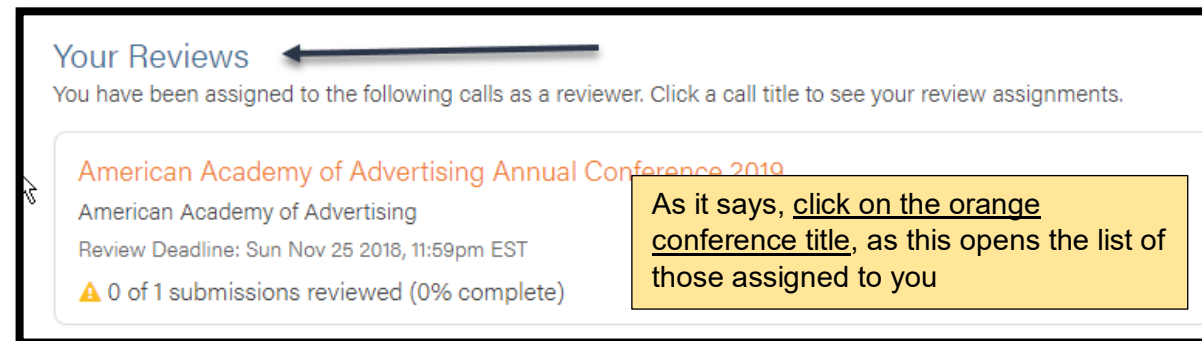 Your Reviews
You have been assigned to the following calls as a reviewer. Click a call title to see your review assignments.
American Academy of Advertising Annual Conference 2019
American Academy of Advertising
Review Deadline: Sun Nov 25 2018, 11:59pm EST
0 of 1 submissions reviewed (0% complete)
As it says, click on the orange
conference title, as this opens the list of
those assigned to you